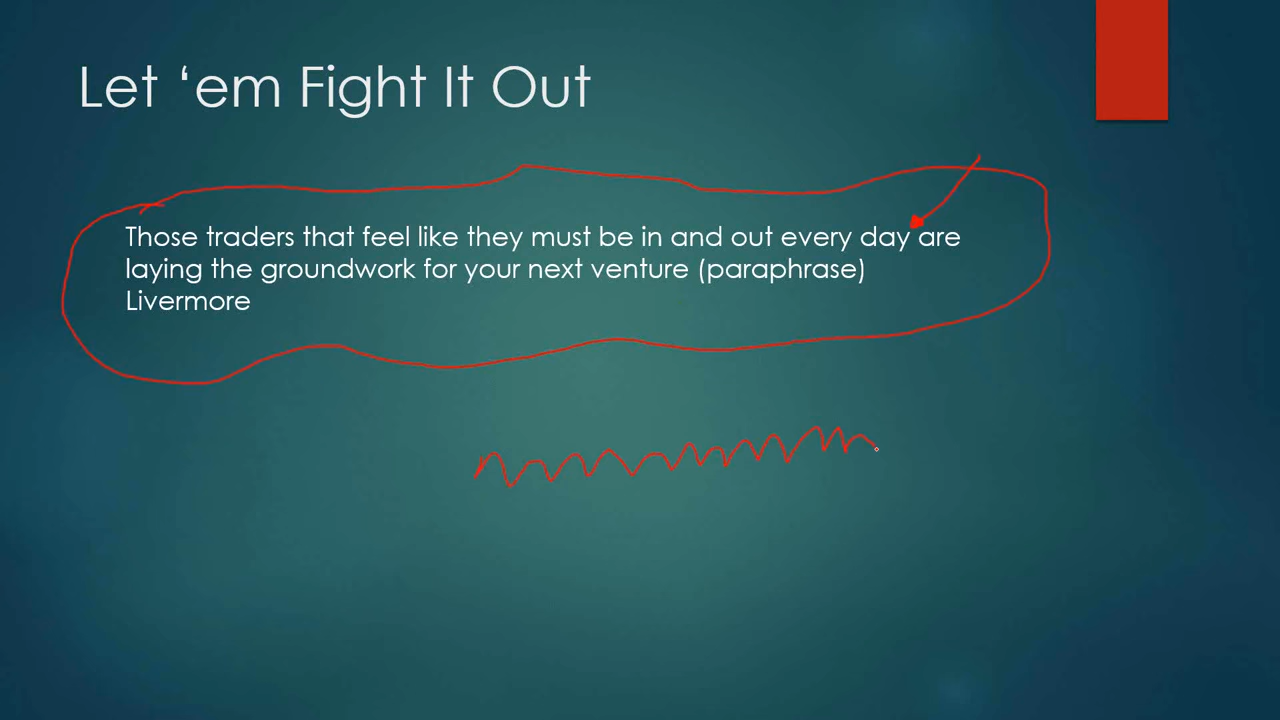 Let ‘em Fight It Out
Those traders that feel like they must be in and out every day are
laying the groundwork for your next venture (paraphrase)
Livermore